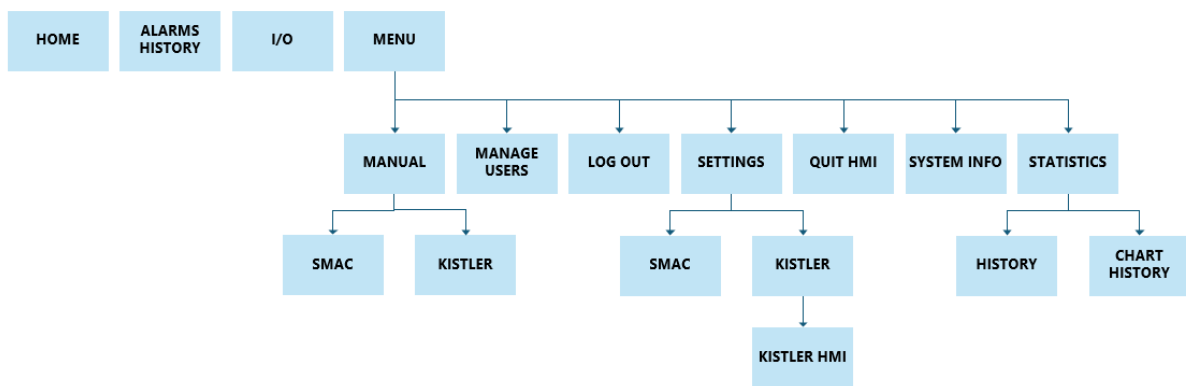 HOME
ALARMS
HISTORY
I/O
MENU
MANUAL
MANAGE
USERS
LOG OUT
SETTINGS
QUIT HMI
SYSTEM INFO
STATISTICS
SMAC
KISTLER
SMAC
KISTLER
HISTORY
CHART
HISTORY
KISTLER HMI